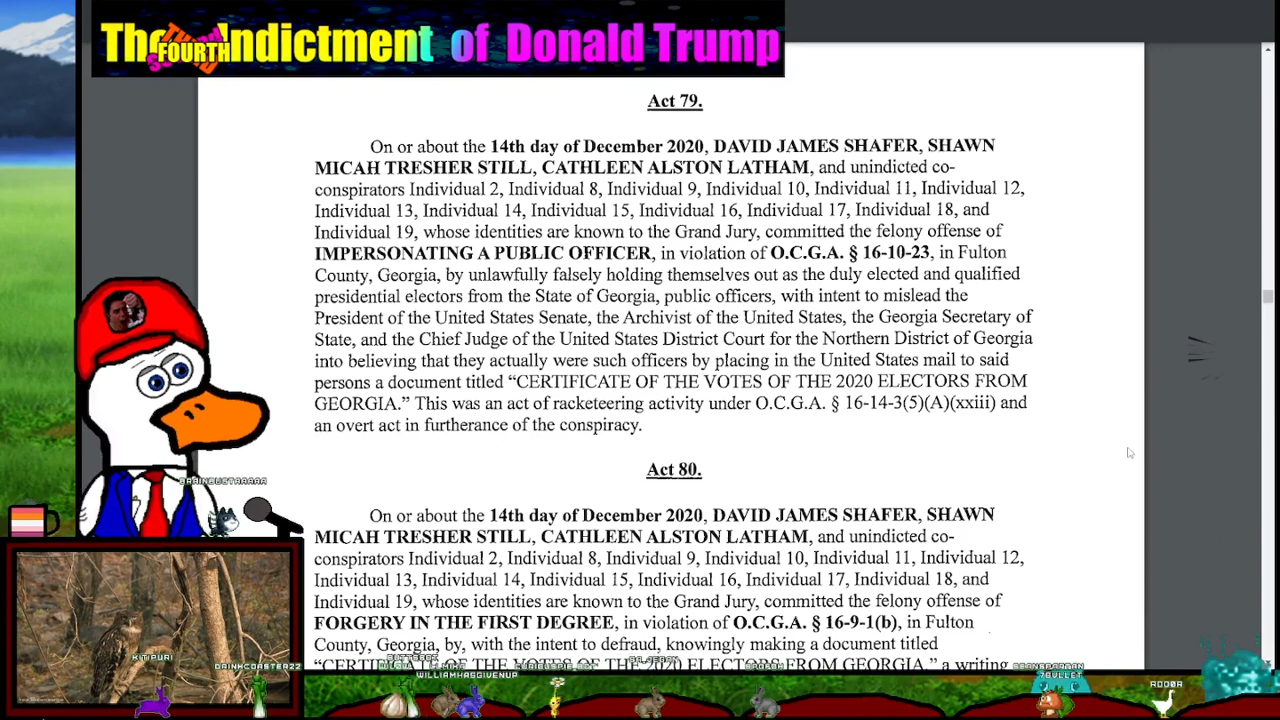 The FOURTH Indictment of Donald Trump
Act 79.
On or about the 14th day of December 2020, DAVID JAMES SHAFER, SHAWN
MICAH TRESHER STILL, CATHLEEN ALSTON LATHAM, and unindicted co-
conspirators Individual 2, Individual 8, Individual 9, Individual 10, Individual 11, Individual 12,
Individual 13, Individual 14, Individual 15, Individual 16, Individual 17, Individual 18, and
Individual 19, whose identities are known to the Grand Jury, committed the felony offense of
IMPERSONATING A PUBLIC OFFICER, in violation of O.C.G.A. § 16-10-23, in Fulton
County, Georgia, by unlawfully falsely holding themselves out as the duly elected and qualified
presidential electors from the State of Georgia, public officers, with intent to mislead the
President of the United States Senate, the Archivist of the United States, the Georgia Secretary of
State, and the Chief Judge of the United States District Court for the Northern District of Georgia
into believing that they actually were such officers by placing in the United States mail to said
persons a document titled “CERTIFICATE OF THE VOTES OF THE 2020 ELECTORS FROM
GEORGIA.” This was an act of racketeering activity under O.C.G.A. § 16-14-3(5)(A)(xxiii) and
an overt act in furtherance of the conspiracy.
Act 80.
On or about the 14th day of December 2020, DAVID JAMES SHAFER, SHAWN
MICAH TRESHER STILL, CATHLEEN ALSTON LATHAM, and unindicted co-
conspirators Individual 2, Individual 8, Individual 9, Individual 10, Individual 11, Individual 12,
Individual 13, Individual 14, Individual 15, Individual 16, Individual 17, Individual 18, and
Individual 19, whose identities are known to the Grand Jury, committed the felony offense of
FORGERY IN THE FIRST DEGREE, in violation of O.C.G.A. § 16-9-1(b), in Fulton
County, Georgia, by, with the intent to defraud, knowingly making a document titled
THE ELECTORS FROM GEORGIA,” a writing
KITIPURI
DRINKCOASTER22
WILLIAMHASGIVENUP
7BULLET